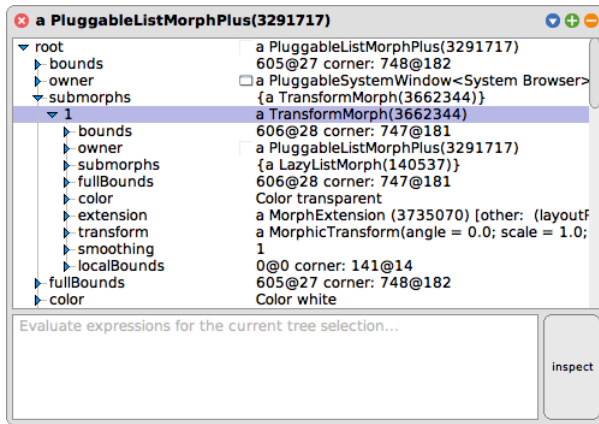 a PluggableListMorphPlus(3291717)
root a PluggableListMorphPlus(3291717)
bounds 605@27 corner: 748@182
owner a PluggableSystemWindow<System Browser>
submorphs {a TransformMorph(3662344)}
1 a TransformMorph(3662344)
bounds 606@28 corner: 747@181
owner a PluggableListMorphPlus(3291717)
submorphs {a LazyListMorph(140537)}
fullBounds 606@28 corner: 747@181
color Color transparent
extension a MorphExtension (3735070) [other: (layoutF
transform a MorphicTransform(angle = 0.0; scale = 1.0;
smoothing 1
localBounds 0@0 corner: 141@14
fullBounds 605@27 corner: 748@182
color Color white
Evaluate expressions for the current tree selection...
inspect